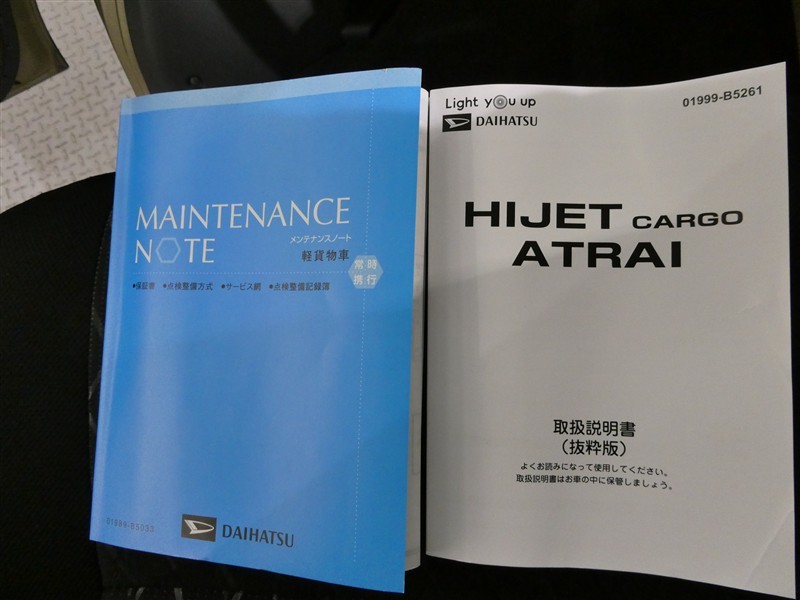 MAINTENANCE
NOTE
メンテナンスノート
軽貨物車
常時
携行
●保証書 ●点検整備方式 ●サービス網 ●点検整備記録簿
DAIHATSU
Light you up
01999-B5261
DAIHATSU
HIJET CARGO
ATRAI
取扱説明書
(抜粋版)
よくお読みになって使用してください。
取扱説明書はお車の中に保管しましょう。